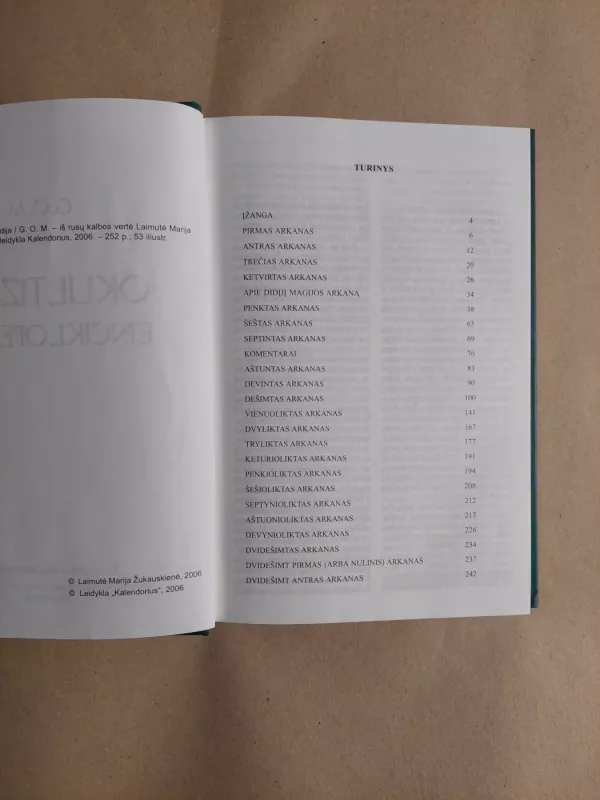 dija / G. O. M. – iš rusų kalbos vertė Laimutė Marija
leidykla Kalendorius, 2006. – 252 p.; 53 iliustr.
© Laimutė Marija Žukauskienė, 2006
© Leidykla „Kalendorius", 2006
TURINYS
ĮŽANGA 4
PIRMAS ARKANAS 6
ANTRAS ARKANAS 12
TREČIAS ARKANAS 20
KETVIRTAS ARKANAS 26
APIE DIDĮJĮ MAGIJOS ARKANĄ 34
PENKTAS ARKANAS 38
ŠEŠTAS ARKANAS 63
SEPTINTAS ARKANAS 69
KOMENTARAI 76
AŠTUNTAS ARKANAS 83
DEVINTAS ARKANAS 90
DEŠIMTAS ARKANAS 100
VIENUOLIKTAS ARKANAS 141
DVYLIKTAS ARKANAS 167
TRYLIKTAS ARKANAS 177
KETURIOLIKTAS ARKANAS 191
PENKIOLIKTAS ARKANAS 194
ŠEŠIOLIKTAS ARKANAS 208
SEPTYNIOLIKTAS ARKANAS 212
AŠTUONIOLIKTAS ARKANAS 217
DEVYNIOLIKTAS ARKANAS 226
DVIDEŠIMTAS ARKANAS 234
DVIDEŠIMT PIRMAS (ARBA NULINIS) ARKANAS 237
DVIDEŠIMT ANTRAS ARKANAS 242